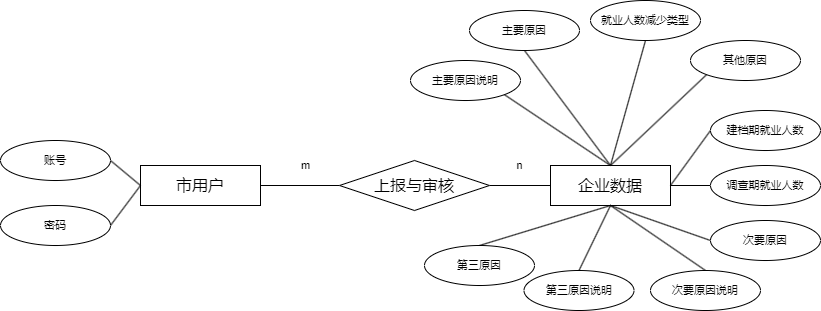 就业人数减少类型
主要原因
其他原因
主要原因说明
建档期就业人数
账号
m
n
市用户
上报与审核
企业数据
调查期就业人数
密码
次要原因
第三原因
第三原因说明
次要原因说明